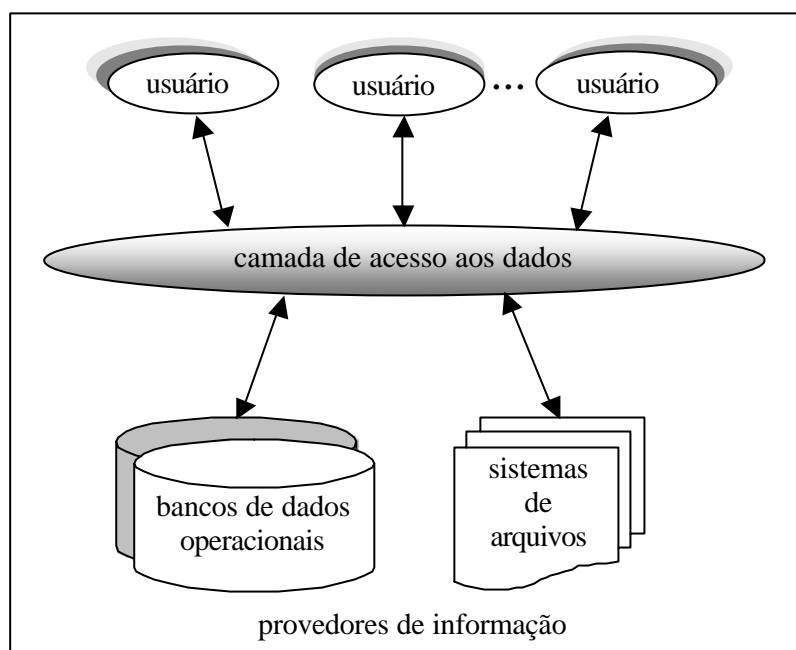 usuário
usuário
...
usuário
camada de acesso aos dados
bancos de dados
operacionais
sistemas
de
arquivos
provedores de informação